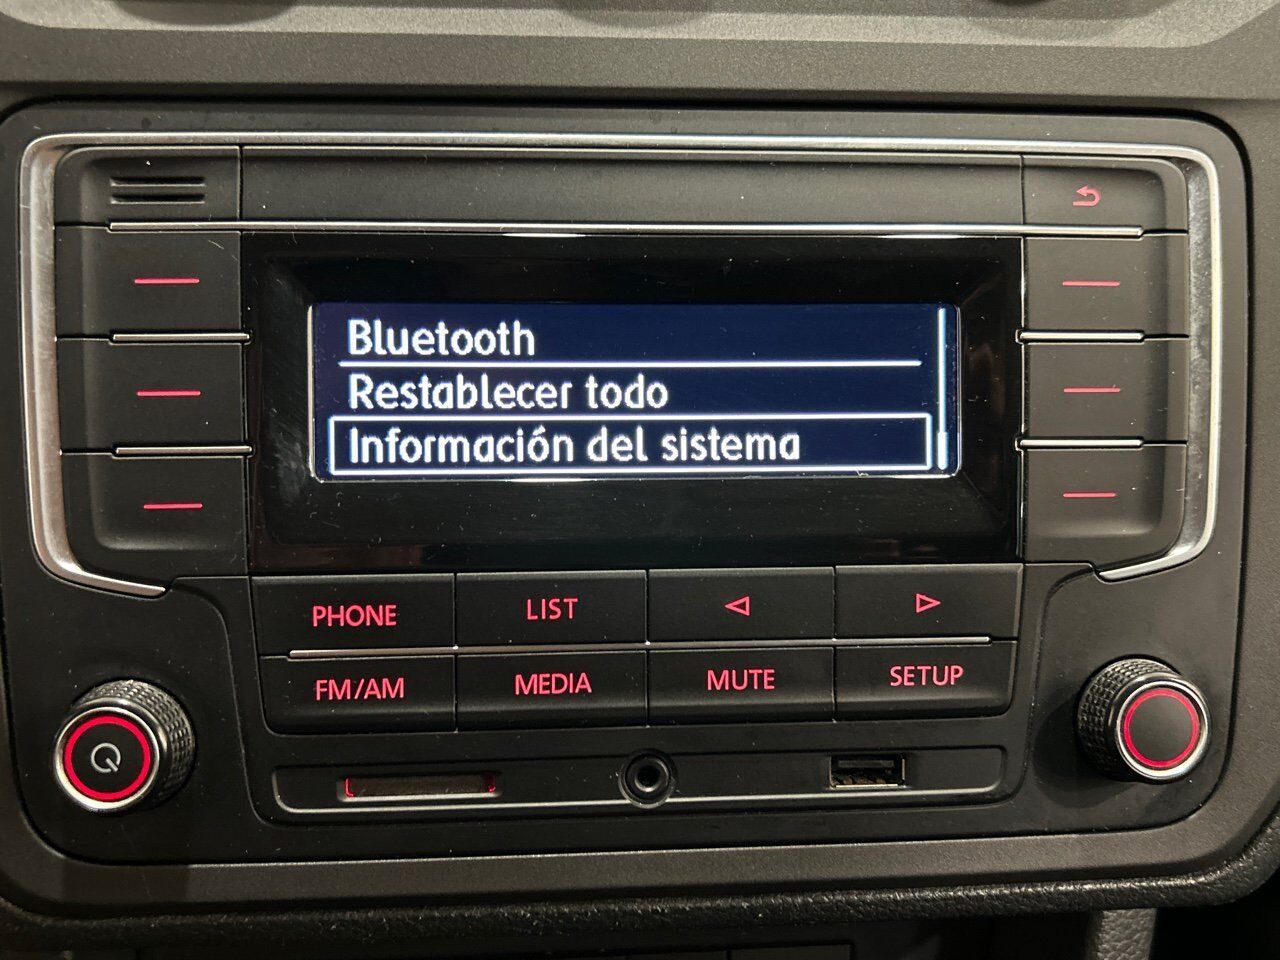 Bluetooth
Restablecer todo
Información del sistema
PHONE LIST
FM/AM MEDIA MUTE SETUP